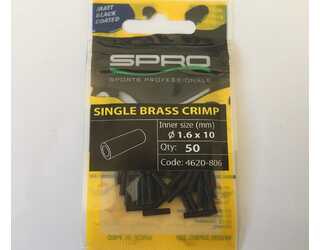 MATT
BLACK
COATED
SPRO
SPORTS PROFESSIONALS
SINGLE BRASS CRIMP
Inner size (mm)
Ø 1.6 x 10
Qty: 50
Code: 4620-806